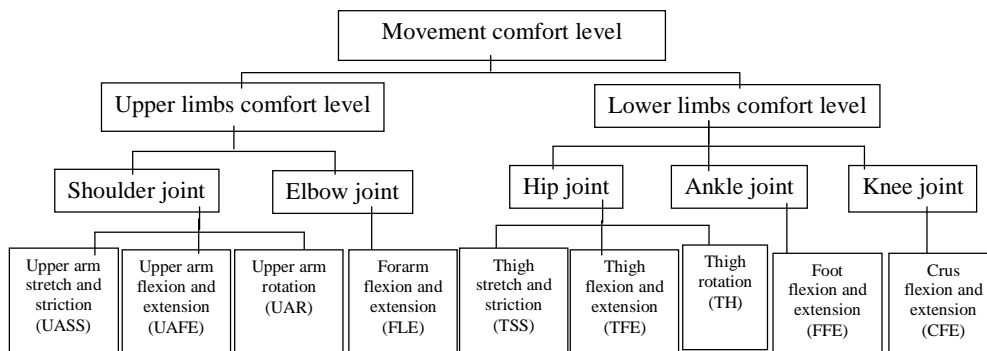 Movement comfort level
Upper limbs comfort level
Lower limbs comfort level
Shoulder joint
Elbow joint
Hip joint
Ankle joint
Knee joint
Upper arm
stretch and
striction
(UASS)
Upper arm
flexion and
extension
(UAFE)
Upper arm
rotation
(UAR)
Forarm
flexion and
extension
(FLE)
Thigh
stretch and
striction
(TSS)
Thigh
flexion and
extension
(TFE)
Thigh
rotation
(TH)
Foot
flexion and
extension
(FFE)
Crus
flexion and
extension
(CFE)